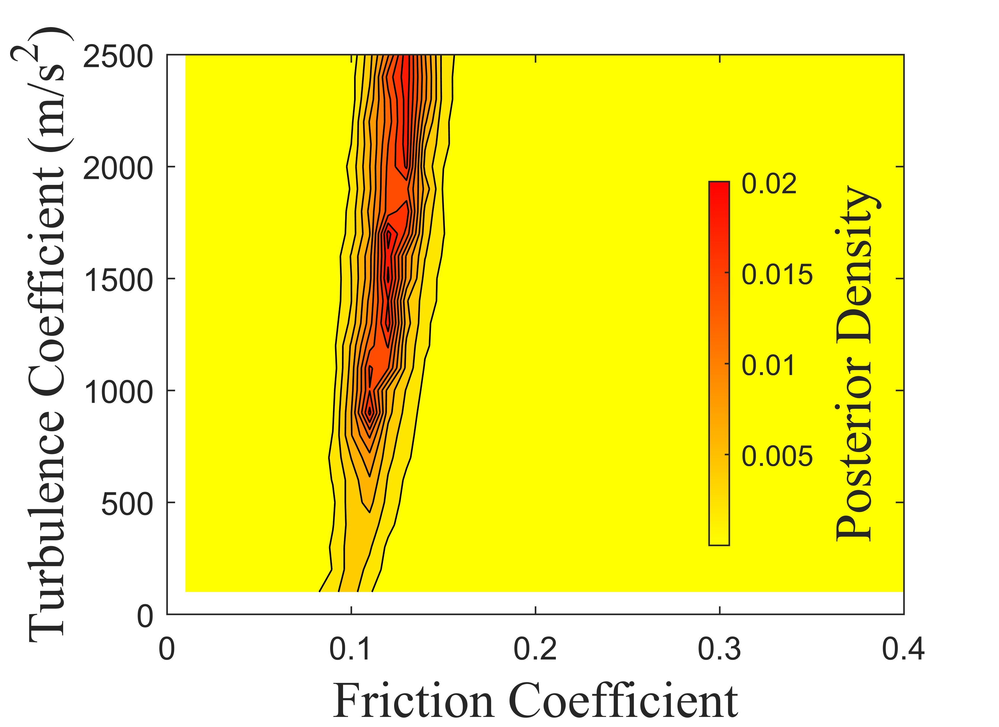 Turbulence Coefficient (m/s²)
2500
2000
1500
1000
500
0
0 0.1 0.2 0.3 0.4
Friction Coefficient
0.02
0.015
0.01
0.005
Posterior Density